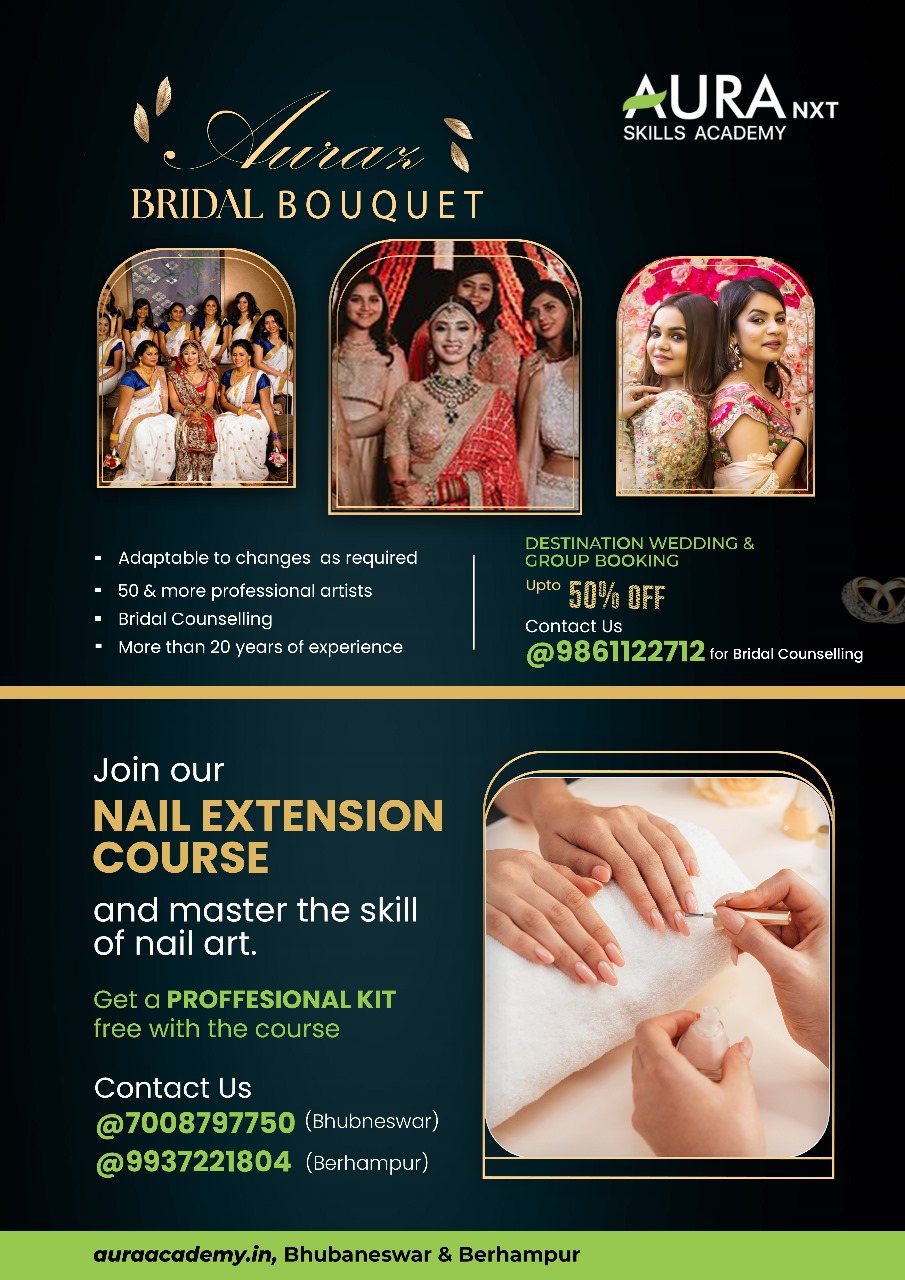 Auraz
BRIDAL BOUQUET
AURA NXT
SKILLS ACADEMY
Adaptable to changes as required
50 & more professional artists
Bridal Counselling
More than 20 years of experience
DESTINATION WEDDING &
GROUP BOOKING
Upto 50% OFF
Contact Us
@9861122712 for Bridal Counselling
Join our
NAIL EXTENSION
COURSE
and master the skill
of nail art.
Get a PROFFESIONAL KIT
free with the course
Contact Us
@7008797750 (Bhubneswar)
@9937221804 (Berhampur)
auraacademy.in, Bhubaneswar & Berhampur